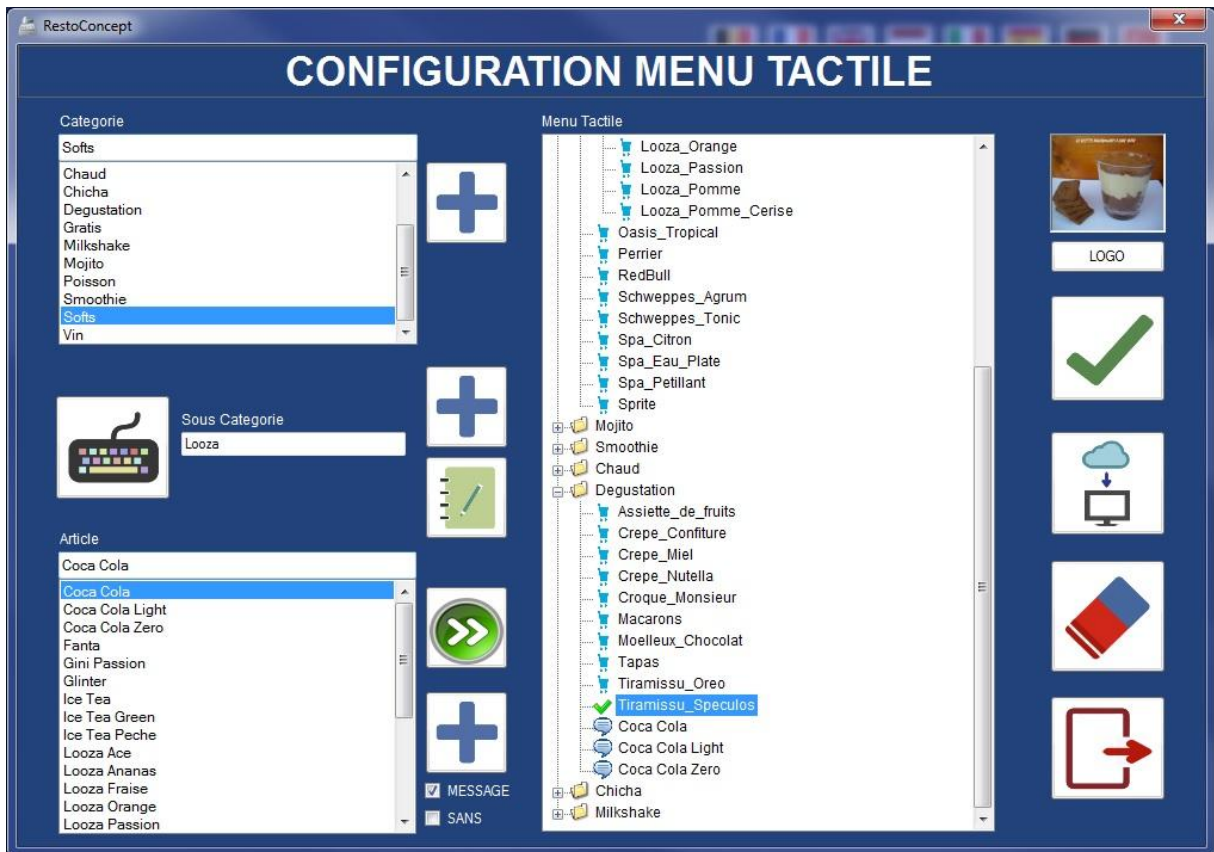 RestoConcept
CONFIGURATION MENU TACTILE
Categorie
Softs
Chaud
Chicha
Degustation
Gratis
Milkshake
Mojito
Poisson
Smoothie
Softs
Vin
Sous Categorie
Looza
Article
Coca Cola
Coca Cola
Coca Cola Light
Coca Cola Zero
Fanta
Gini Passion
Glinter
Ice Tea
Ice Tea Green
Ice Tea Peche
Looza Ace
Looza Ananas
Looza Fraise
Looza Orange
Looza Passion
MESSAGE
SANS
Menu Tactile
Looza_Orange
Looza_Passion
Looza_Pomme
Looza_Pomme_Cerise
Oasis_Tropical
Perrier
RedBull
Schweppes_Agrum
Schweppes_Tonic
Spa_Citron
Spa_Eau_Plate
Spa_Petillant
Sprite
Mojito
Smoothie
Chaud
Degustation
Assiette_de_fruits
Crepe_Confiture
Crepe_Miel
Crepe_Nutella
Croque_Monsieur
Macarons
Moelleux_Chocolat
Tapas
Tiramissu_Oreo
Tiramissu_Speculos
Coca Cola
Coca Cola Light
Coca Cola Zero
Chicha
Milkshake
LOGO